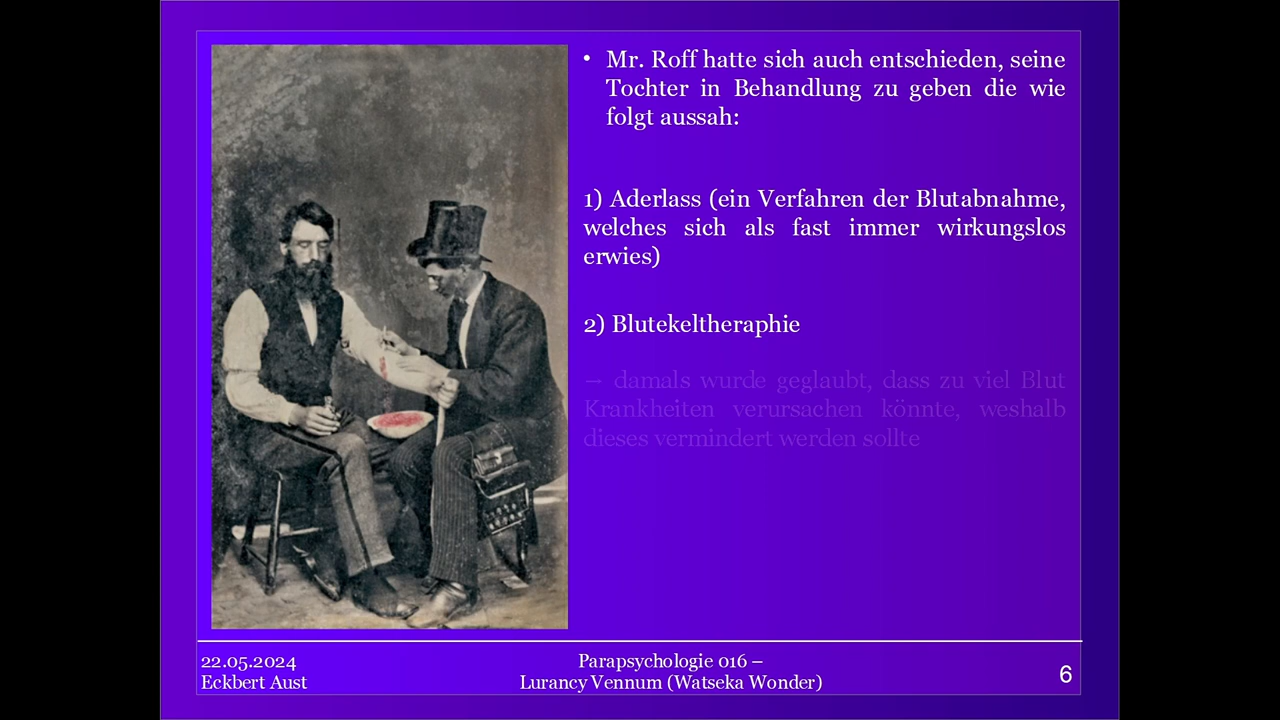 • Mr. Roff hatte sich auch entschieden, seine
Tochter in Behandlung zu geben die wie
folgt aussah:
1) Aderlass (ein Verfahren der Blutabnahme,
welches sich als fast immer wirkungslos
erwies)
2) Blutekeltheraphie
→ damals wurde geglaubt, dass zu viel Blut
Krankheiten verursachen könnte, weshalb
dieses vermindert werden sollte
22.05.2024
Eckbert Aust
Parapsychologie 016 –
Lurancy Vennum (Watseka Wonder)
6